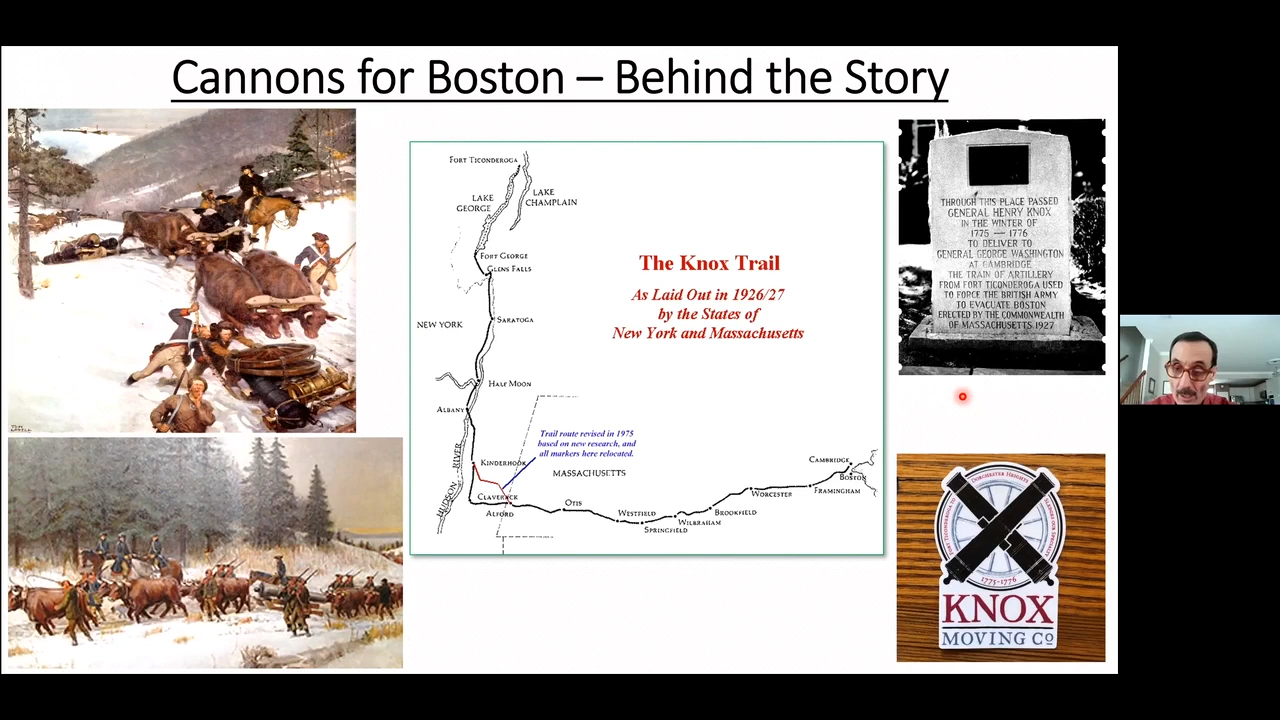 Cannons for Boston – Behind the Story
FORT TICONDEROGA
LAKE
GEORGE
LAKE
CHAMPLAIN
FORT GEORGE
GLENS FALLS
NEW YORK
SARATOGA
HALF MOON
ALBANY
HUDSON RIVER
KINDERHOOK
CLAVERACK
ALFORD
MASSACHUSETTS
OTIS
WESTFIELD
SPRINGFIELD
WILBRAHAM
BROOKFIELD
WORCESTER
FRAMINGHAM
CAMBRIDGE
BOSTON
The Knox Trail
As Laid Out in 1926/27
by the States of
New York and Massachusetts
Trail route revised in 1975
based on new research, and
all markers here relocated.
THROUGH THIS PLACE PASSED
GENERAL HENRY KNOX
IN THE WINTER OF
1775 — 1776
TO DELIVER TO
GENERAL GEORGE WASHINGTON
AT CAMBRIDGE
THE TRAIN OF ARTILLERY
FROM FORT TICONDEROGA USED
TO FORCE THE BRITISH ARMY
TO EVACUATE BOSTON
ERECTED BY THE COMMONWEALTH
OF MASSACHUSETTS 1927
DORCHESTER HEIGHTS
1775-1776
KNOX
MOVING CO